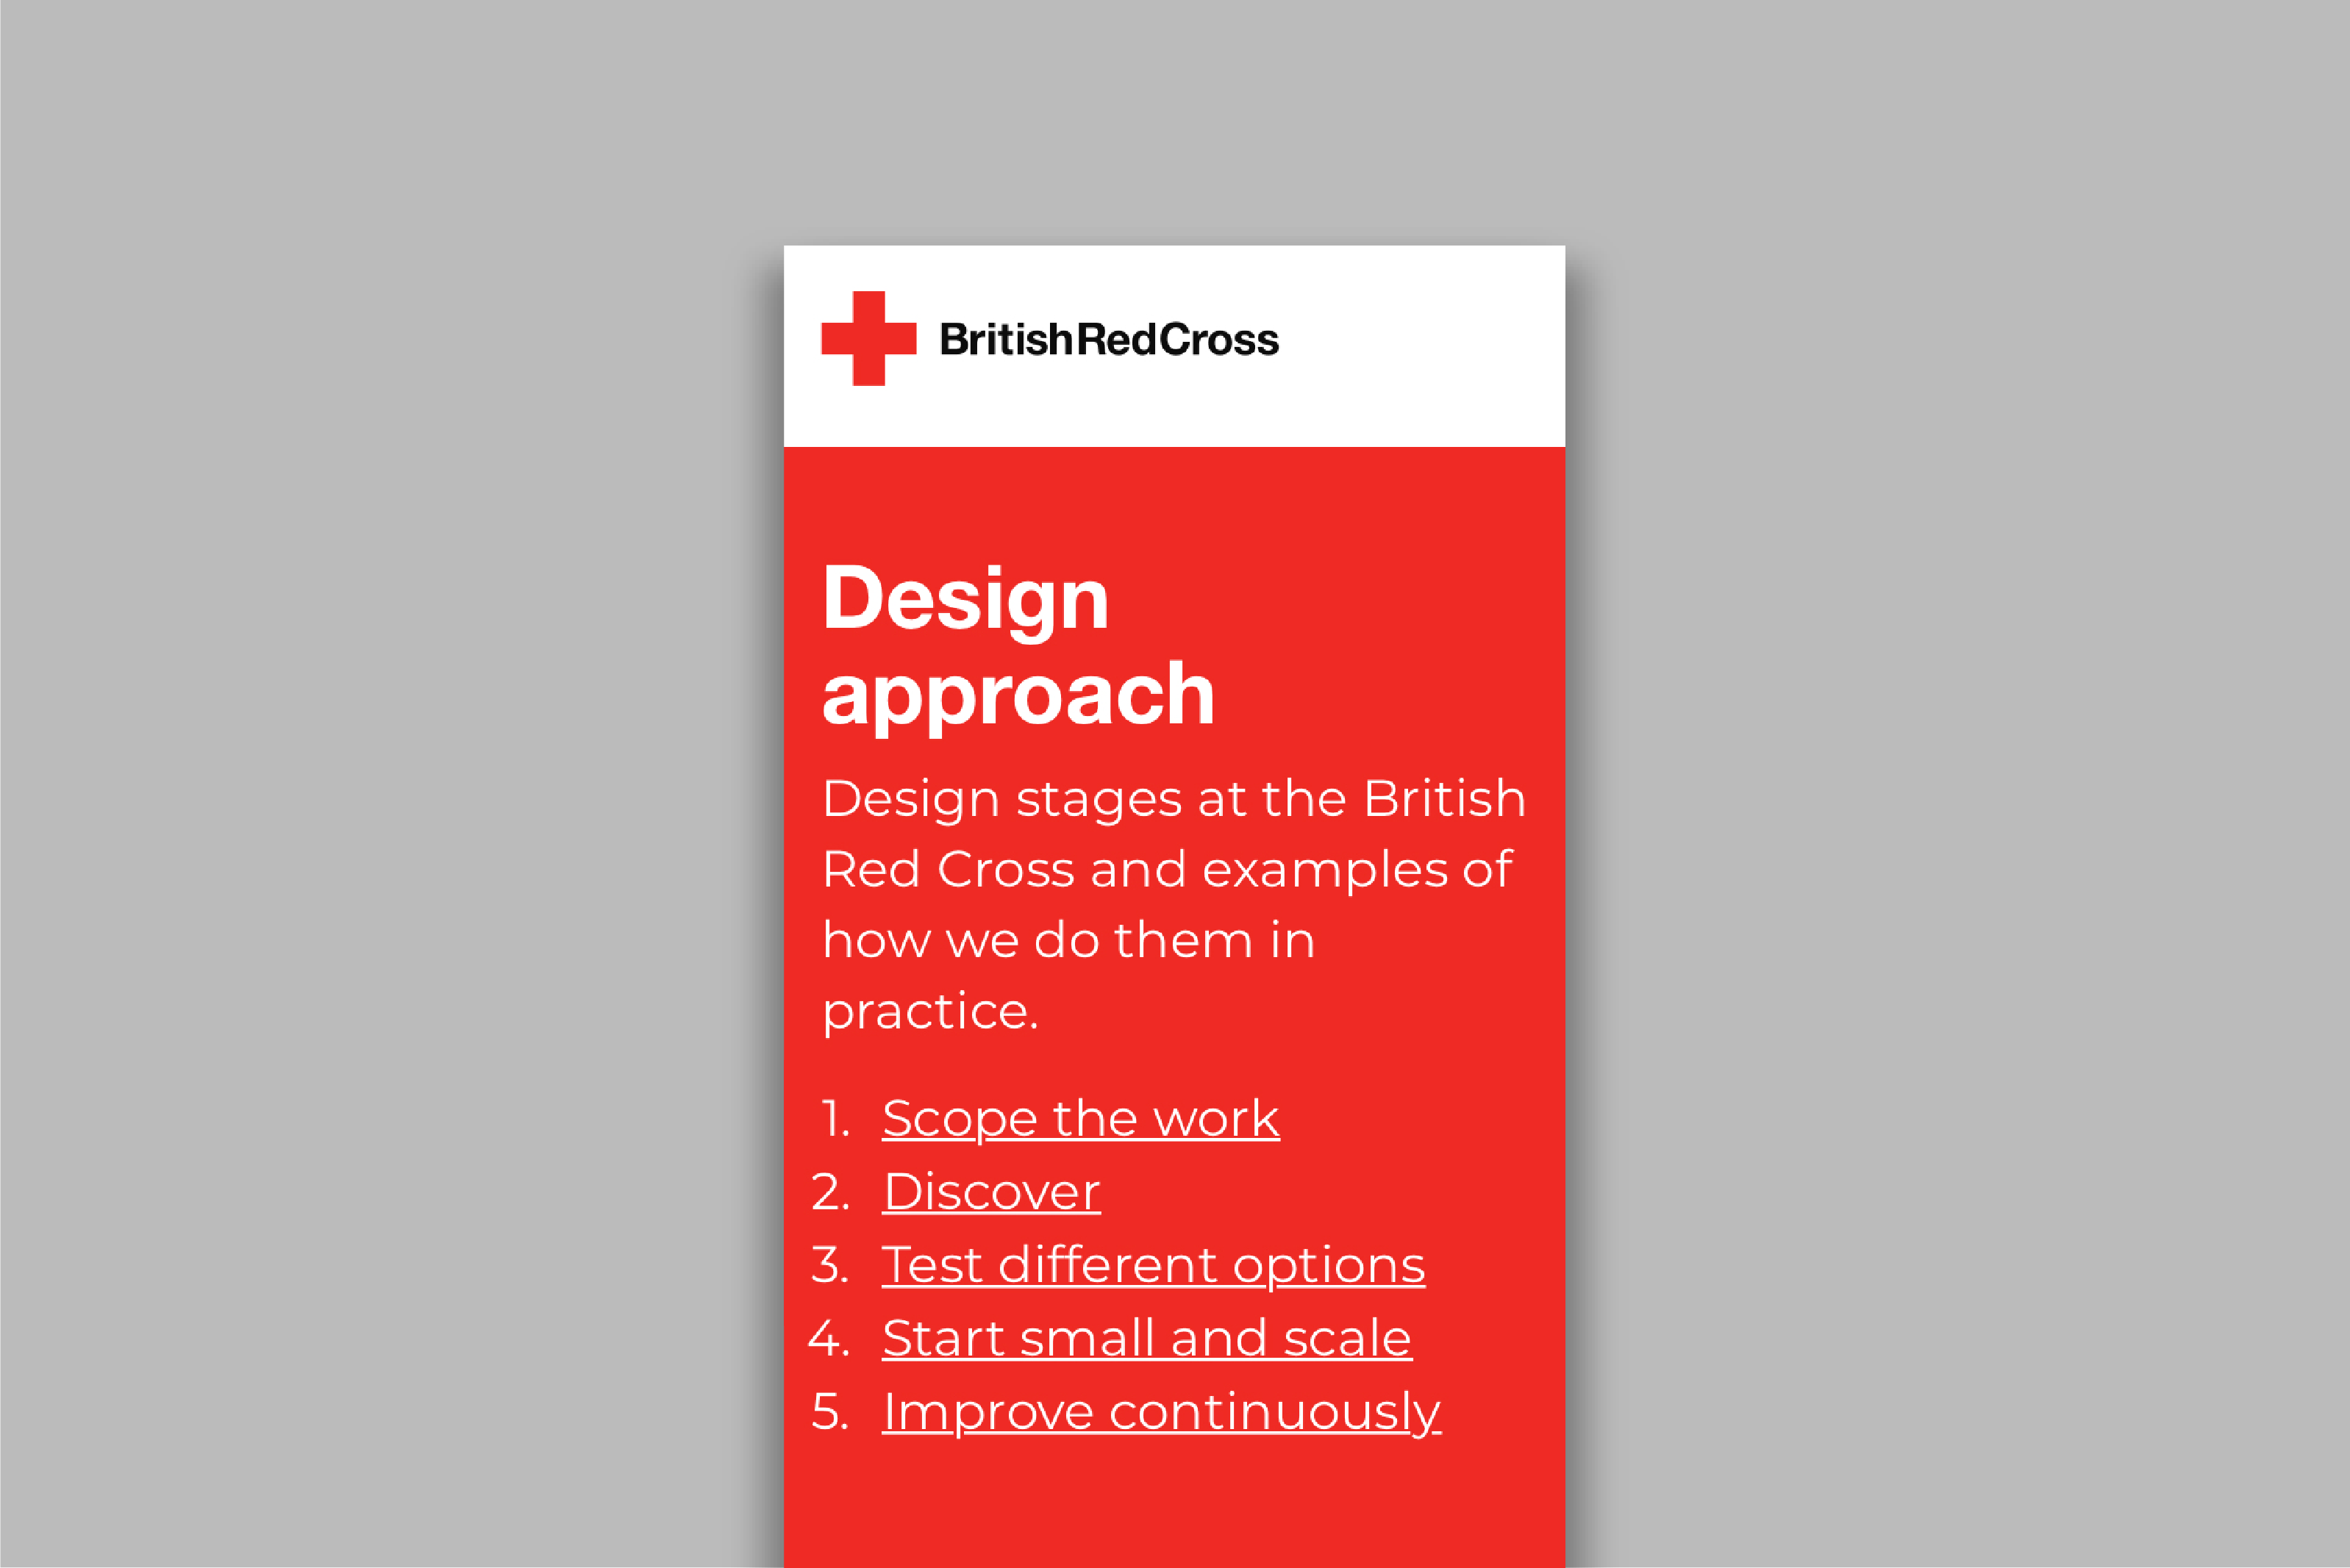 BritishRedCross
Design
approach
Design stages at the British
Red Cross and examples of
how we do them in
practice.
1. Scope the work
2. Discover
3. Test different options
4. Start small and scale
5. Improve continuously